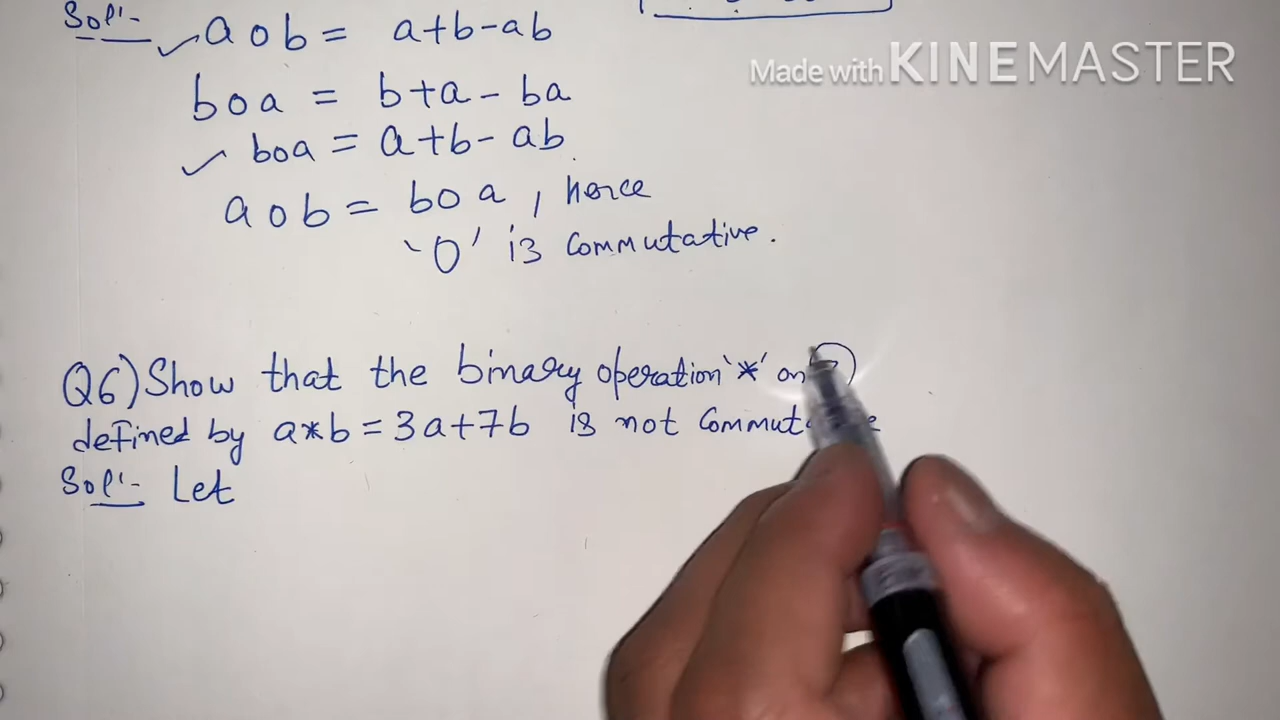 Sol':- a o b = a+b-ab
Made with KINEMASTER
b o a = b+a - ba
boa = a+b- ab
a o b = b o a , hence
'O' is Commutative.
Q6) Show that the binary operation '*' on
defined by a*b = 3a+7b is not
Sol':- Let